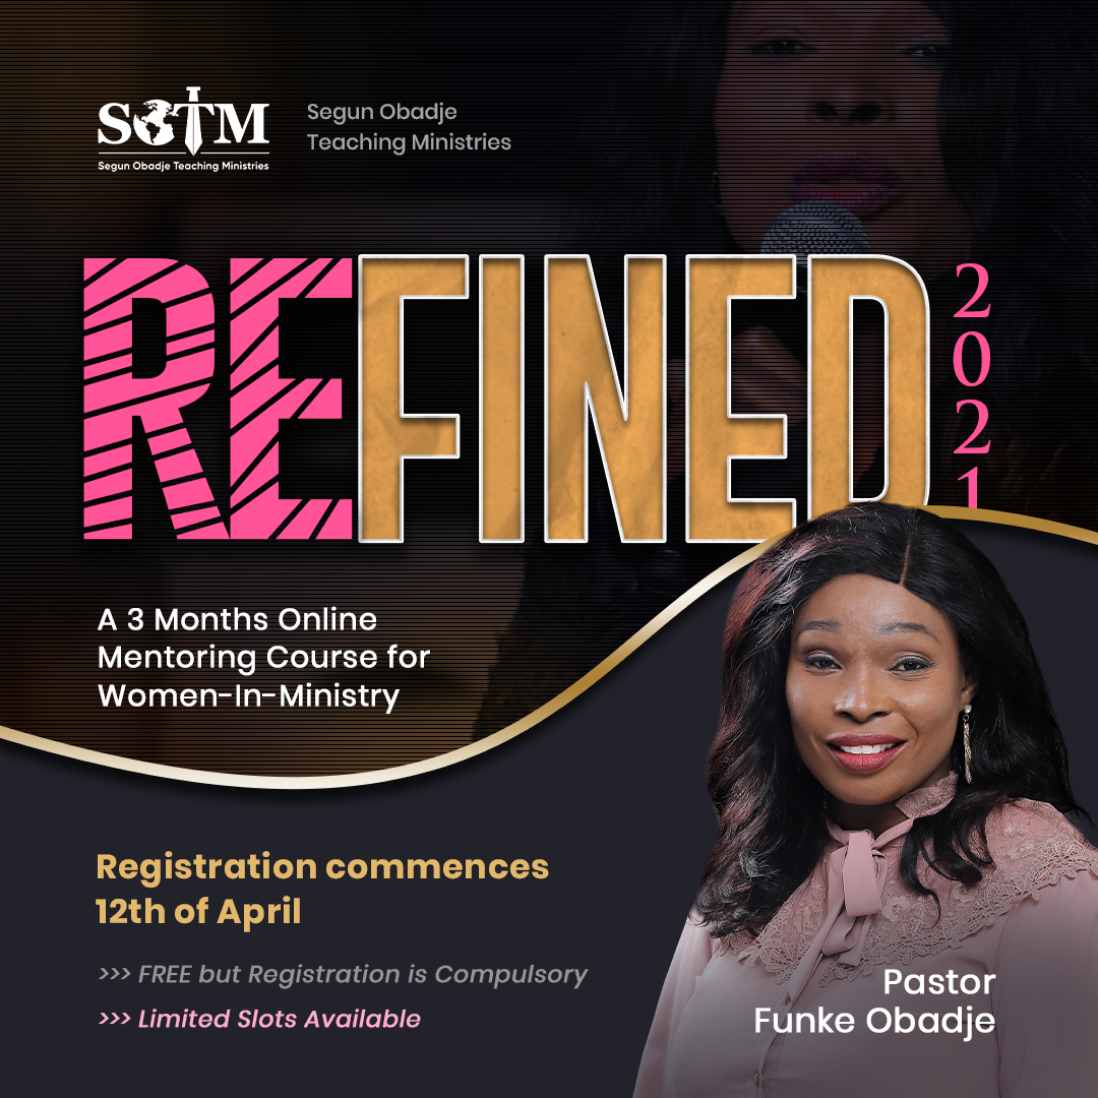 SOTM
Segun Obadje Teaching Ministries
Segun Obadje
Teaching Ministries
REFINED
2021
A 3 Months Online
Mentoring Course for
Women-In-Ministry
Registration commences
12th of April
>>> FREE but Registration is Compulsory
>>> Limited Slots Available
Pastor
Funke Obadje